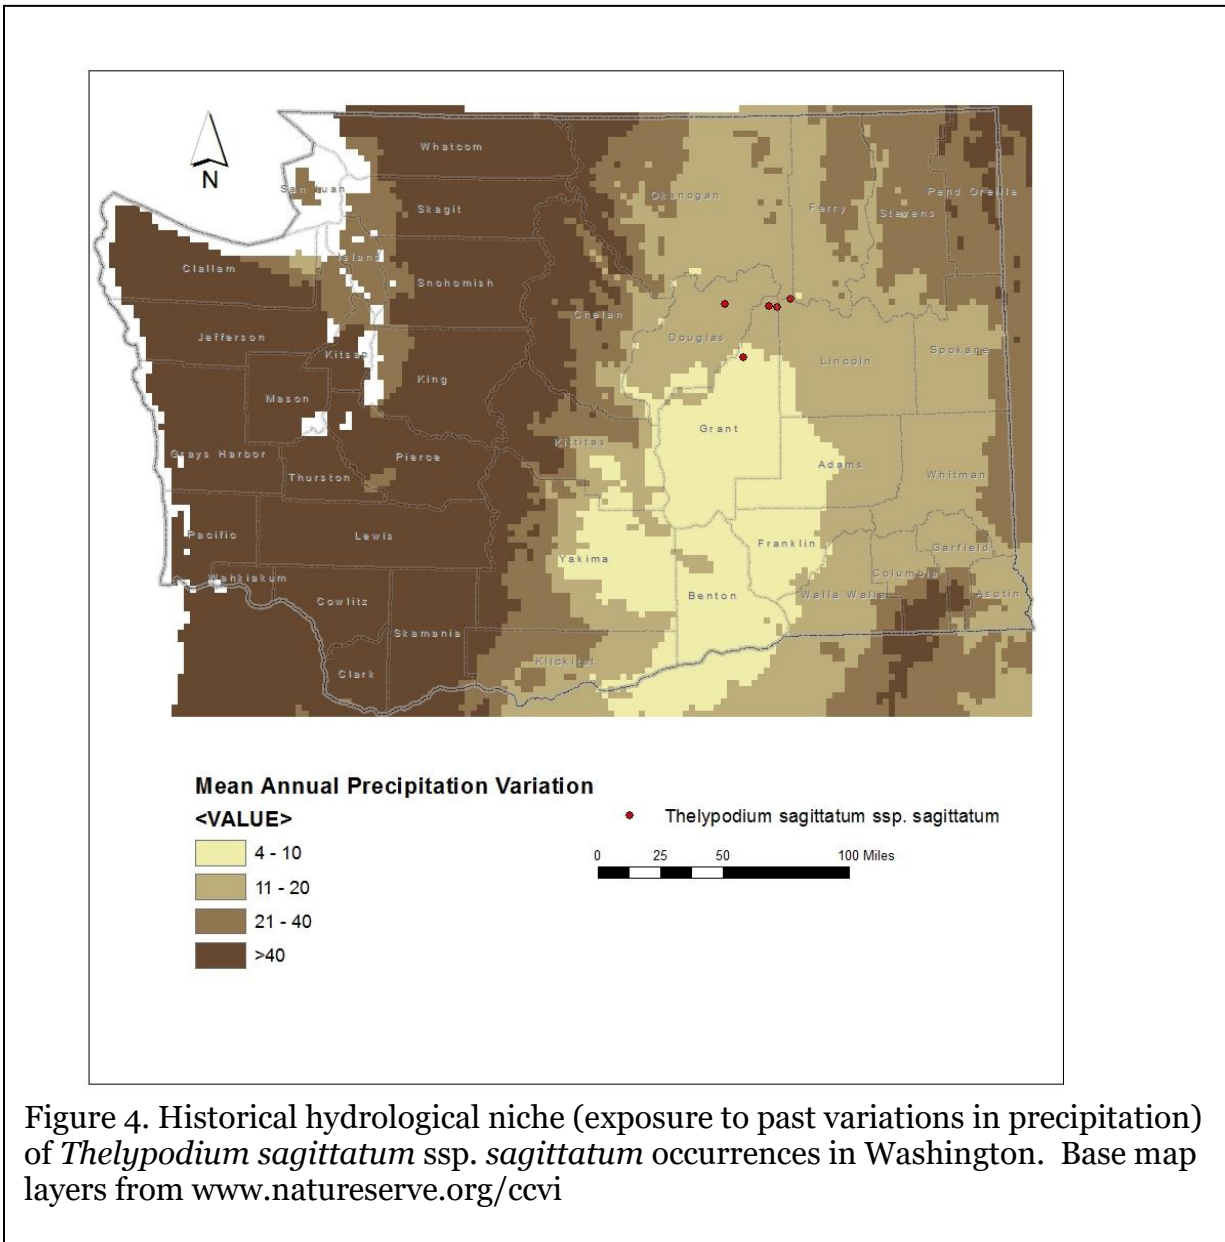 N
Whatcom
San Juan
Skagit
Okanogan
Ferry
Stevens
Pend Oreille
Island
Clallam
Snohomish
Chelan
Jefferson
Kitsap
Douglas
Lincoln
Spokane
King
Mason
Grant
Kittitas
Grays Harbor
Pierce
Adams
Thurston
Whitman
Pacific
Lewis
Franklin
Garfield
Yakima
Columbia
Wahkiakum
Benton
Walla Walla
Asotin
Cowlitz
Skamania
Klickitat
Clark
Mean Annual Precipitation Variation
<VALUE>
4 - 10
11 - 20
21 - 40
>40
Thelypodium sagittatum ssp. sagittatum
0 25 50 100 Miles
Figure 4. Historical hydrological niche (exposure to past variations in precipitation)
of Thelypodium sagittatum ssp. sagittatum occurrences in Washington. Base map
layers from www.natureserve.org/ccvi